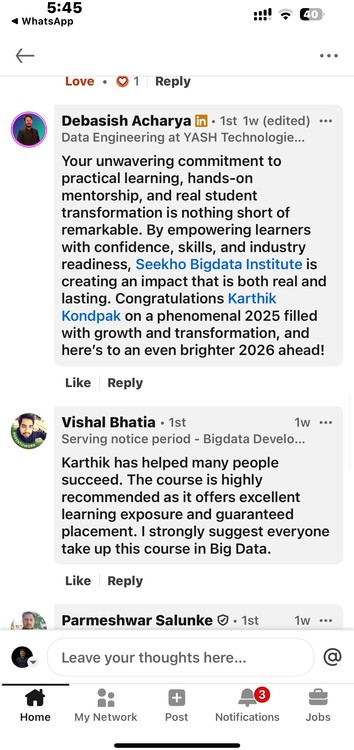 5:45
40
◀ WhatsApp
Love • 1 Reply
Debasish Acharya in • 1st 1w (edited) •••
Data Engineering at YASH Technologie...
Your unwavering commitment to
practical learning, hands-on
mentorship, and real student
transformation is nothing short of
remarkable. By empowering learners
with confidence, skills, and industry
readiness, Seekho Bigdata Institute is
creating an impact that is both real and
lasting. Congratulations Karthik
Kondpak on a phenomenal 2025 filled
with growth and transformation, and
here's to an even brighter 2026 ahead!
Like Reply
Vishal Bhatia • 1st 1w •••
Serving notice period - Bigdata Develo...
Karthik has helped many people
succeed. The course is highly
recommended as it offers excellent
learning exposure and guaranteed
placement. I strongly suggest everyone
take up this course in Big Data.
Like Reply
Parmeshwar Salunke • 1st 1w •••
Leave your thoughts here... @
3
Home My Network Post Notifications Jobs